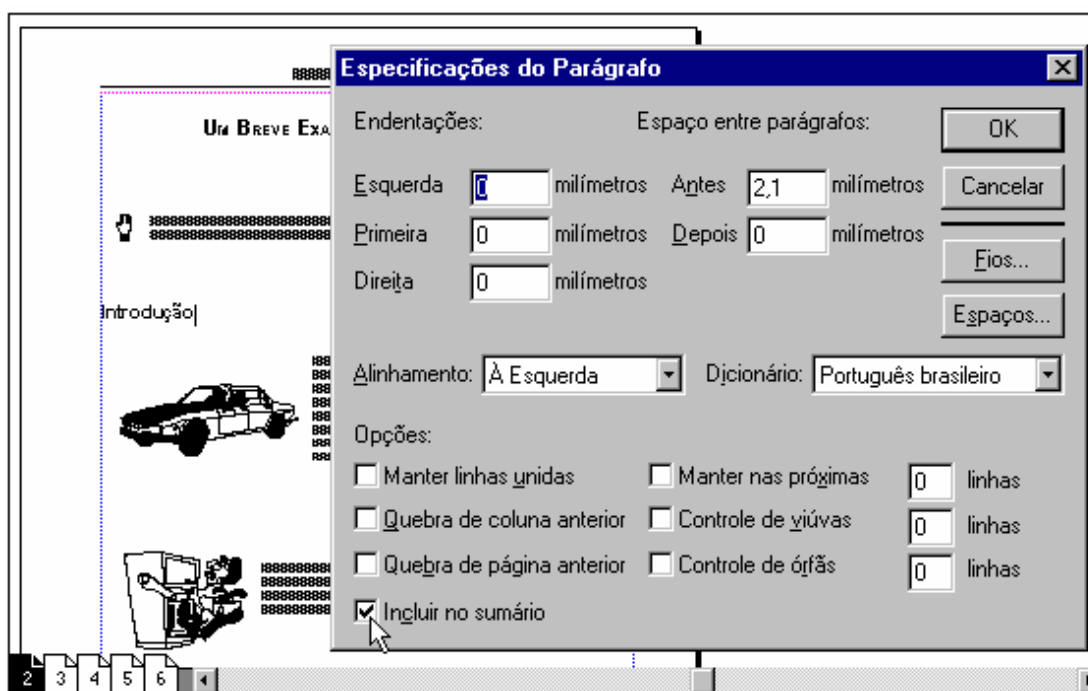 Especificações do Parágrafo
Um Breve Exa
Endentações: Espaço entre parágrafos: OK
Esquerda 0 milímetros Antes 2,1 milímetros Cancelar
Primeira 0 milímetros Depois 0 milímetros
Fios...
Direita 0 milímetros
Introdução
Espaços...
Alinhamento: À Esquerda Dicionário: Português brasileiro
Opções:
Manter linhas unidas Manter nas próximas 0 linhas
Quebra de coluna anterior Controle de viúvas 0 linhas
Quebra de página anterior Controle de órfãs 0 linhas
Incluir no sumário
2 3 4 5 6